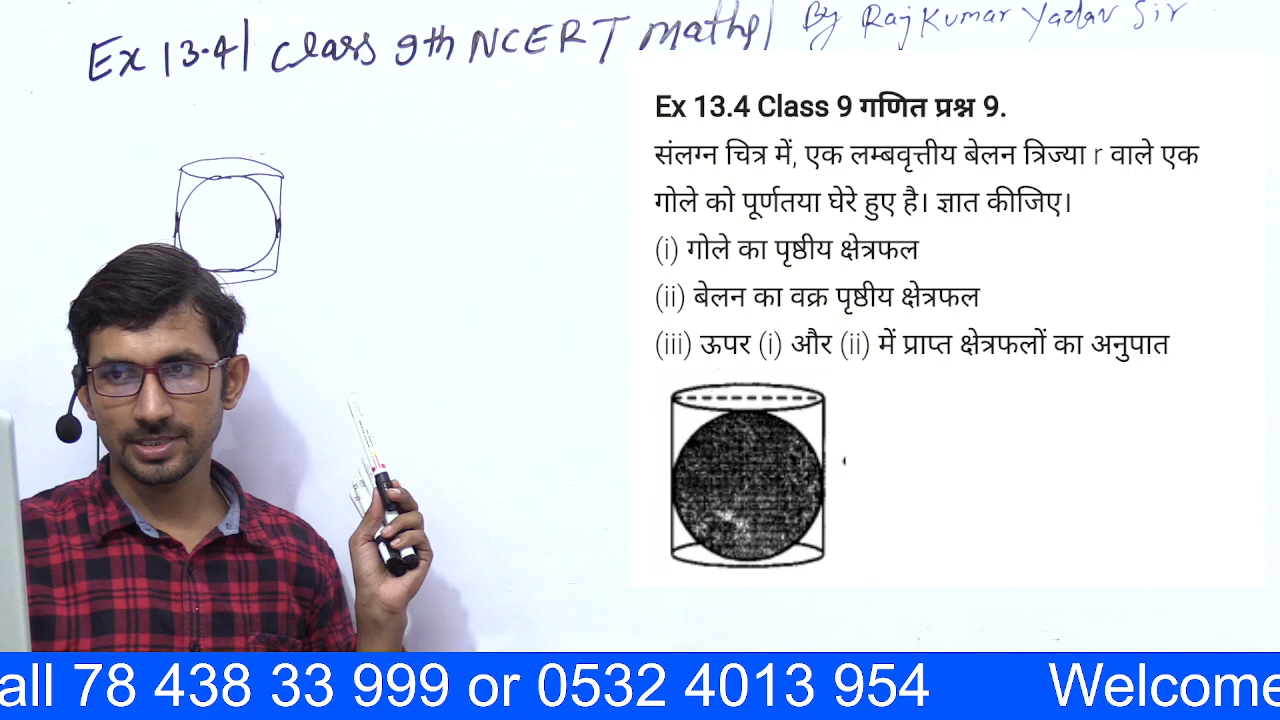 Ex 13.4| Class 9th NCERT maths| By Raj Kumar Yadav Sir
Ex 13.4 Class 9 गणित प्रश्न 9.
संलग्न चित्र में, एक लम्बवृत्तीय बेलन त्रिज्या r वाले एक
गोले को पूर्णतया घेरे हुए है। ज्ञात कीजिए।
(i) गोले का पृष्ठीय क्षेत्रफल
(ii) बेलन का वक्र पृष्ठीय क्षेत्रफल
(iii) ऊपर (i) और (ii) में प्राप्त क्षेत्रफलों का अनुपात
all 78 438 33 999 or 0532 4013 954 Welcome